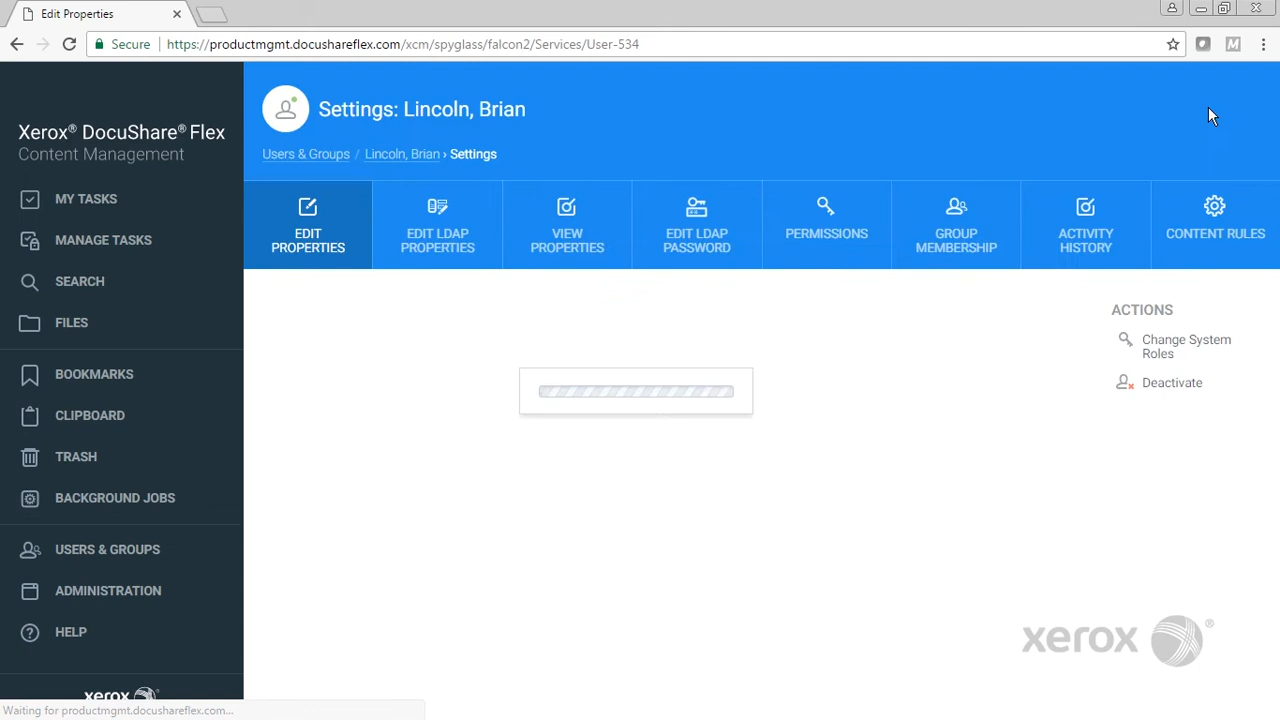 Edit Properties
Secure
https://productmgmt.docushareflex.com/xcm/spyglass/falcon2/Services/User-534
Xerox® DocuShare® Flex
Content Management
MY TASKS
MANAGE TASKS
SEARCH
FILES
BOOKMARKS
CLIPBOARD
TRASH
BACKGROUND JOBS
USERS & GROUPS
ADMINISTRATION
HELP
xerox
Settings: Lincoln, Brian
Users & Groups / Lincoln, Brian › Settings
EDIT
PROPERTIES
EDIT LDAP
PROPERTIES
VIEW
PROPERTIES
EDIT LDAP
PASSWORD
PERMISSIONS
GROUP
MEMBERSHIP
ACTIVITY
HISTORY
CONTENT RULES
ACTIONS
Change System
Roles
Deactivate
xerox®
Waiting for productmgmt.docushareflex.com...